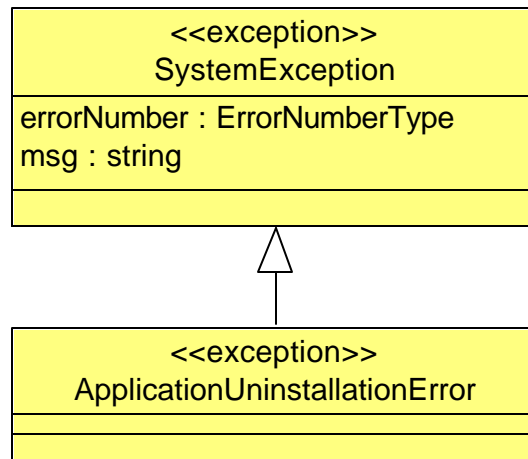 <<exception>>
SystemException
errorNumber : ErrorNumberType
msg : string
<<exception>>
ApplicationUninstallationError